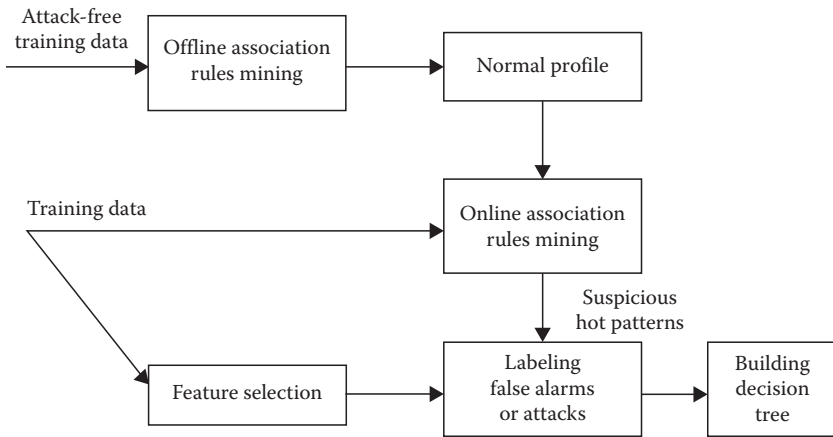 Attack-free
training data
Offline association
rules mining
Normal profile
Training data
Online association
rules mining
Suspicious
hot patterns
Feature selection
Labeling
false alarms
or attacks
Building
decision
tree